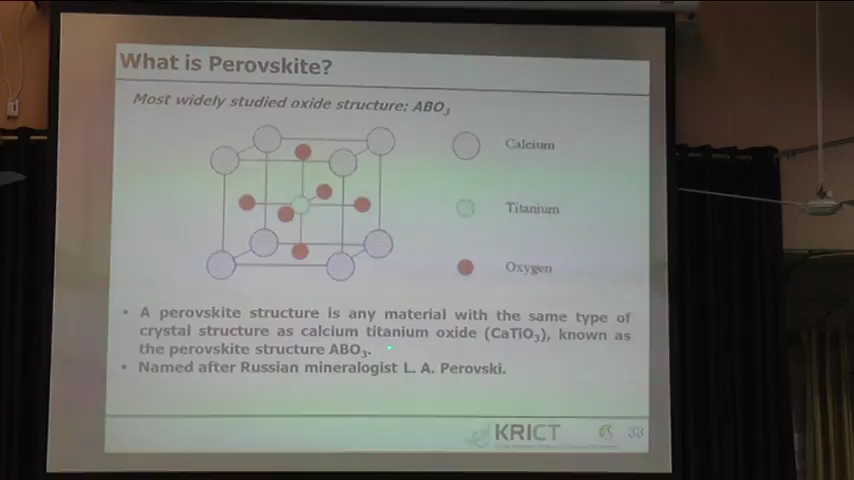 What is Perovskite?
Most widely studied oxide structure: ABO₃
Calcium
Titanium
Oxygen
• A perovskite structure is any material with the same type of
crystal structure as calcium titanium oxide (CaTiO₃), known as
the perovskite structure ABO₃.
• Named after Russian mineralogist L. A. Perovski.
KRICT
33